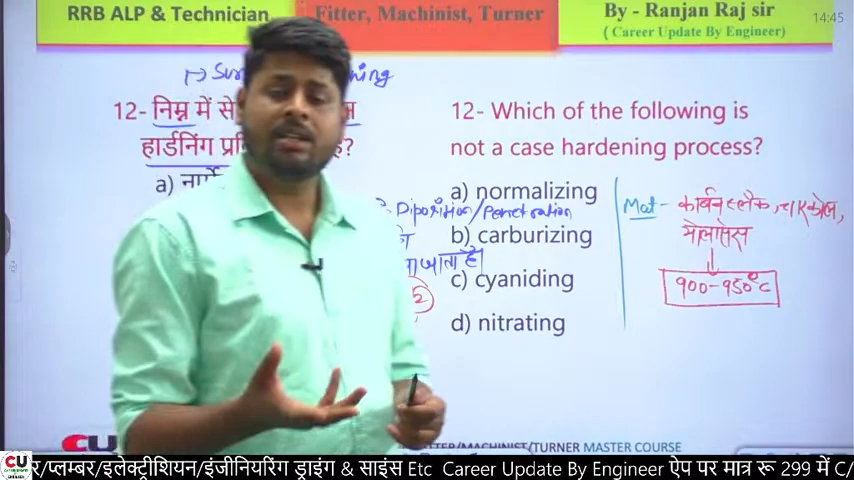 RRB ALP & Technician
Fitter, Machinist, Turner
By - Ranjan Raj sir
( Career Update By Engineer)
14:45
12- निम्न में से
हार्डनिंग
है?
a)
12- Which of the following is
not a case hardening process?
a) normalizing
b) carburizing
c) cyaniding
d) nitrating
Diposition/Penetration
जाता है।
Mat - कार्बन ब्लैक, चारकोल,
मोलासेस
900-950°C
CU
/MACHINIST/TURNER MASTER COURSE
CU
/प्लम्बर/इलेक्ट्रीशियन/इंजीनियरिंग ड्राइंग & साइंस Etc Career Update By Engineer ऐप पर मात्र रू 299 में C/